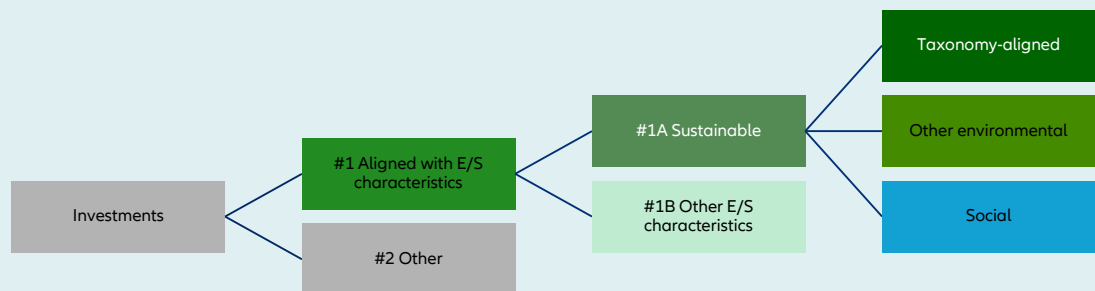 Investments
#1 Aligned with E/S
characteristics
#2 Other
#1A Sustainable
#1B Other E/S
characteristics
Taxonomy-aligned
Other environmental
Social